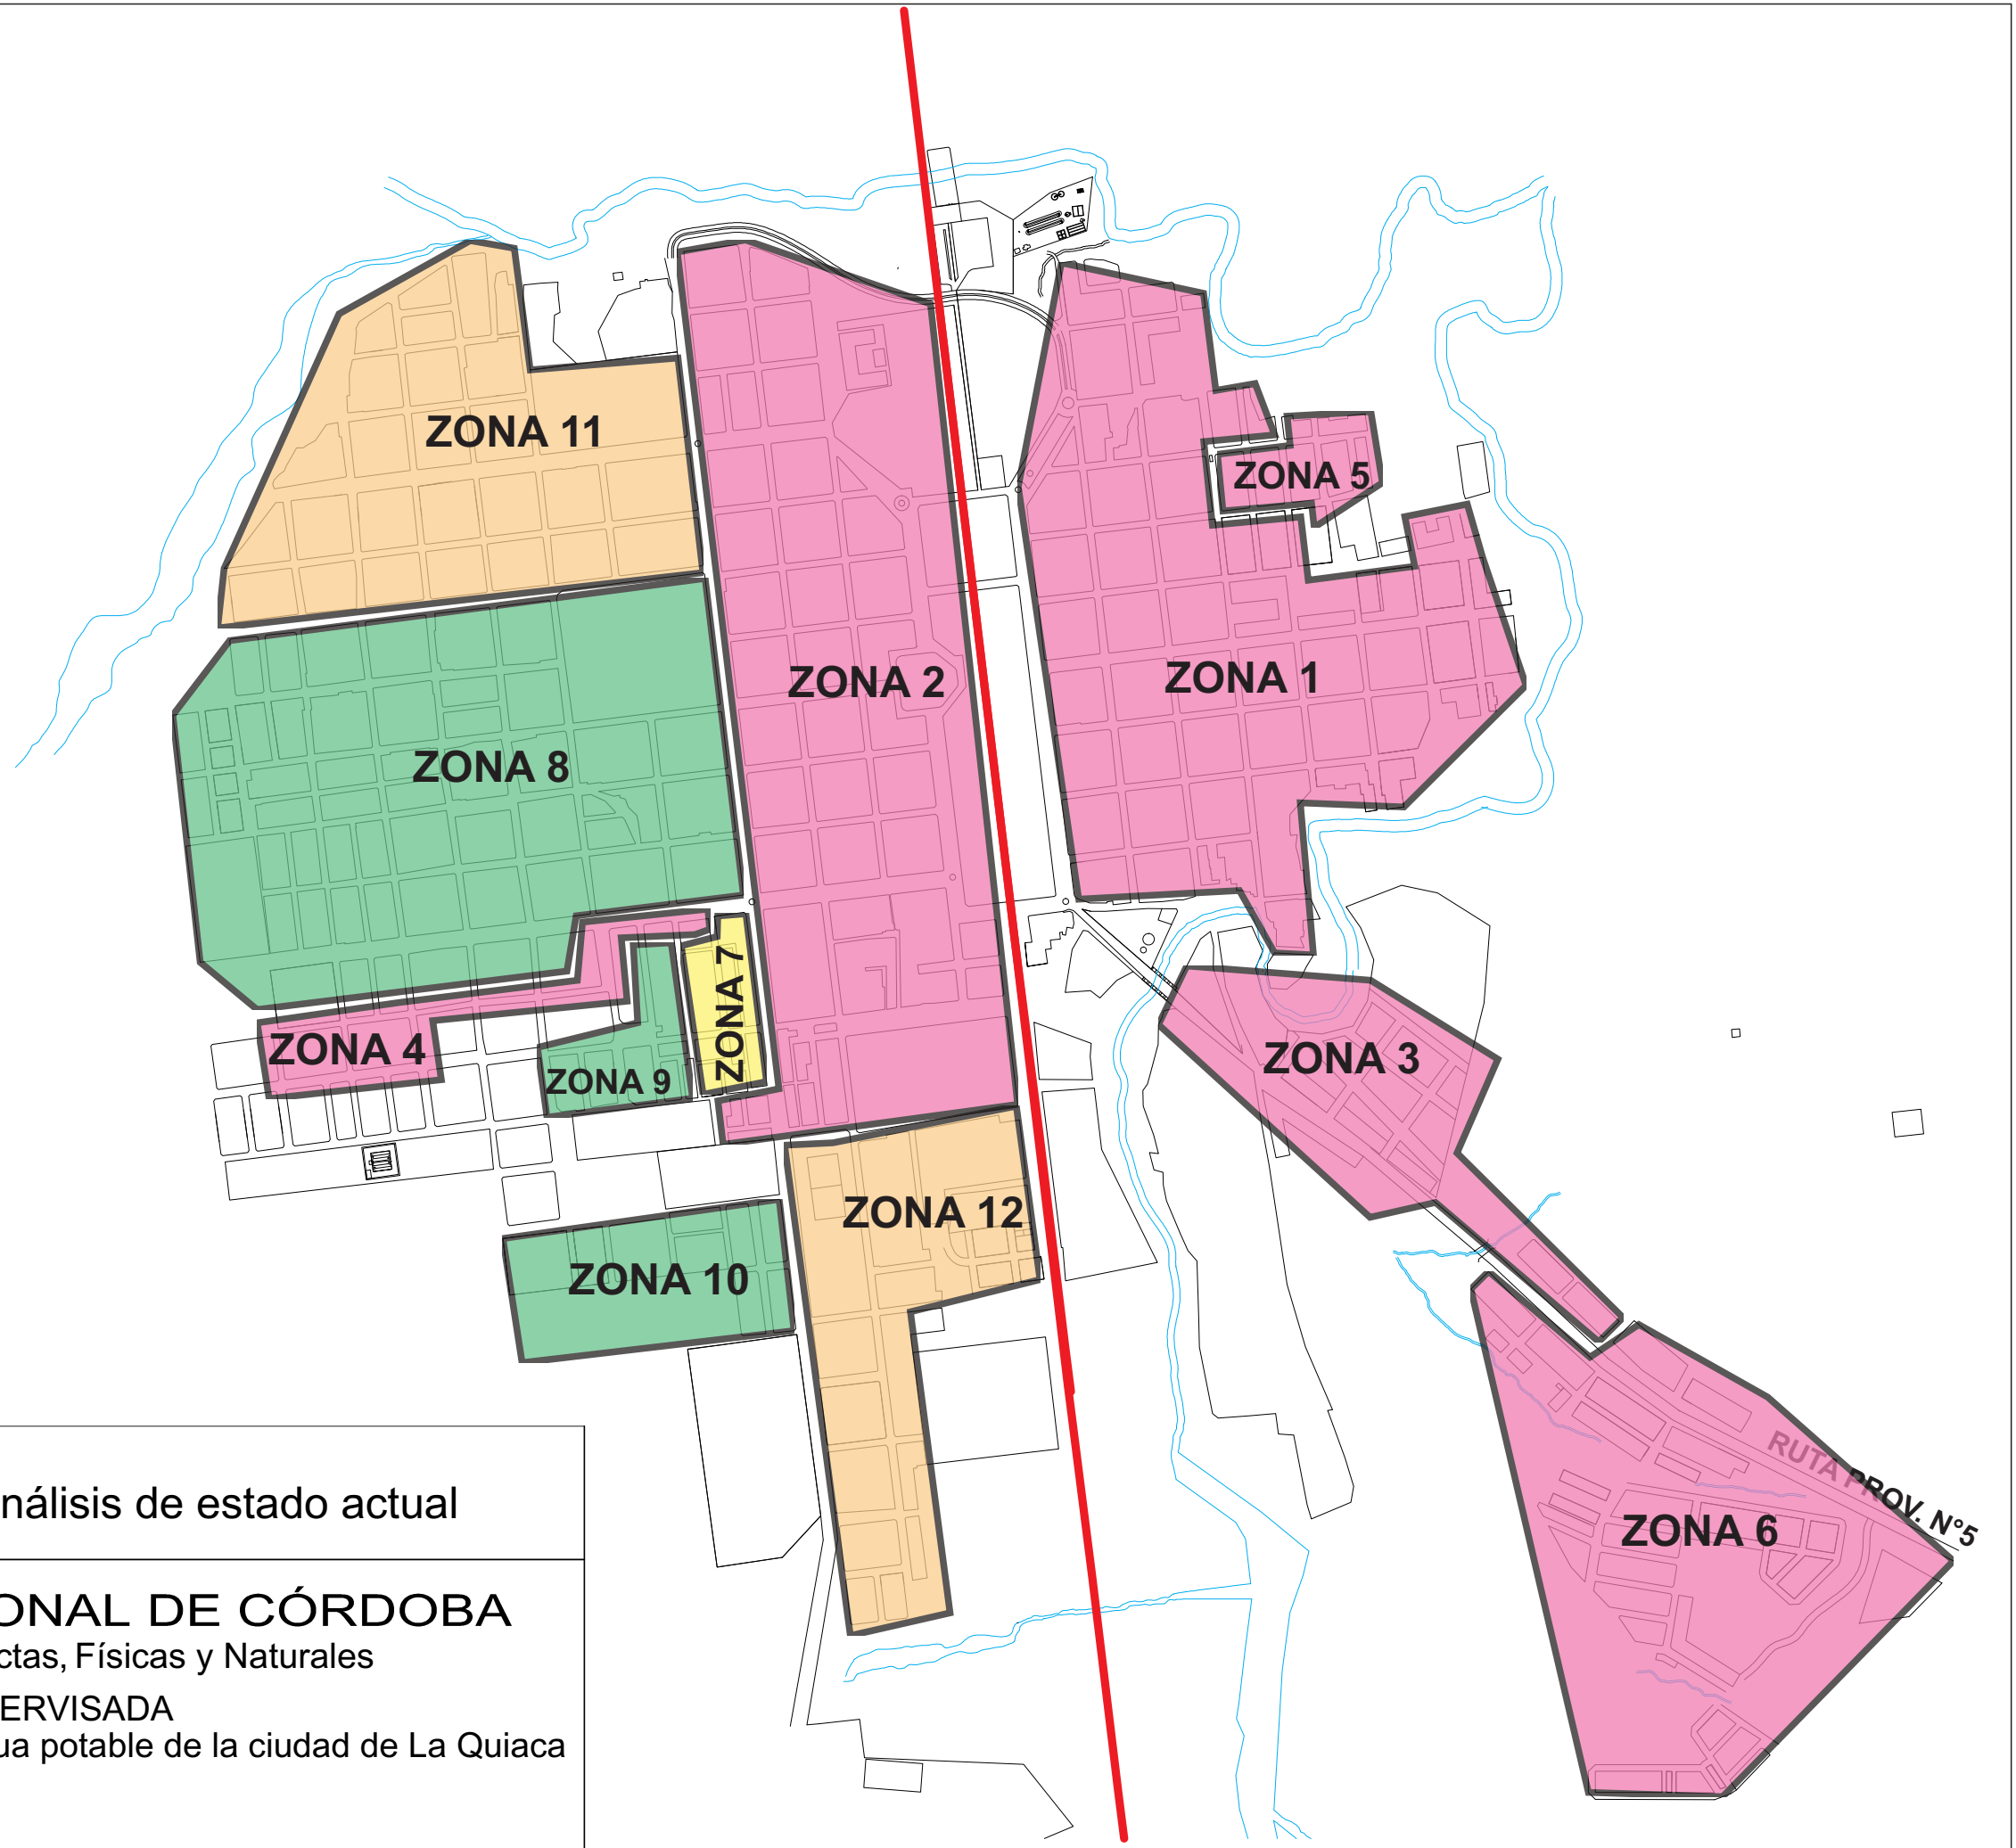 ZONA 11
ZONA 5
ZONA 2
ZONA 1
ZONA 8
ZONA 7
ZONA 4
ZONA 9
ZONA 3
ZONA 12
ZONA 10
RUTA PROV. N°5
ZONA 6
nálisis de estado actual
ONAL DE CÓRDOBA
ctas, Físicas y Naturales
ERVISADA
ua potable de la ciudad de La Quiaca